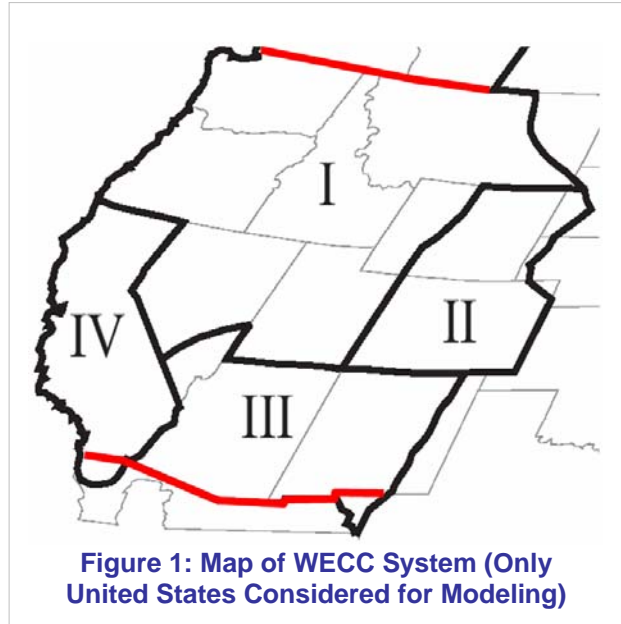 I
II
IV
III
Figure 1: Map of WECC System (Only
United States Considered for Modeling)